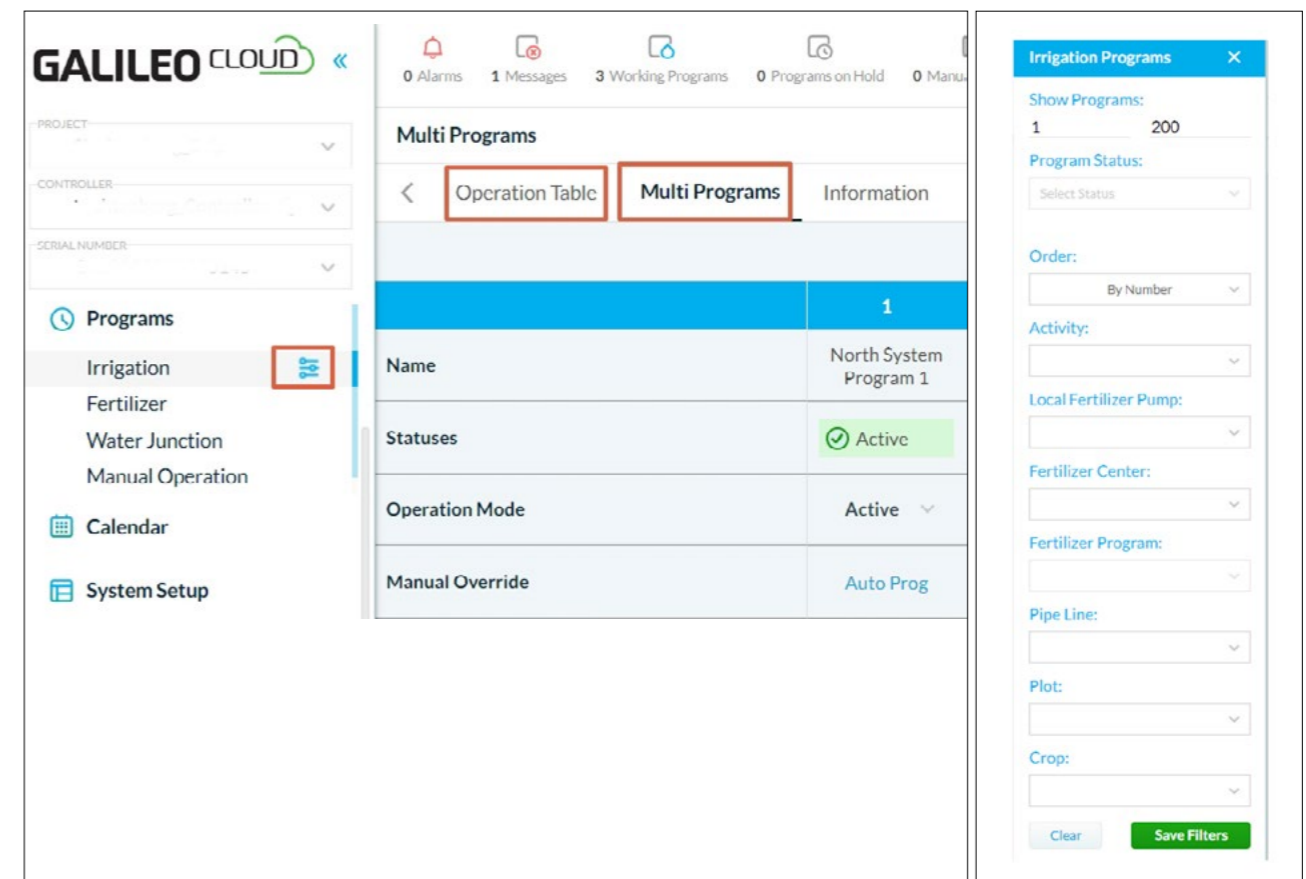 GALILEO CLOUD «
0 Alarms 1 Messages 3 Working Programs 0 Programs on Hold 0
PROJECT
CONTROLLER
SERIAL NUMBER
Programs
Irrigation
Fertilizer
Water Junction
Manual Operation
Calendar
System Setup
Multi Programs
Operation Table Multi Programs Information
1
Name North System
Program 1
Statuses Active
Operation Mode Active
Manual Override Auto Prog
Irrigation Programs
Show Programs:
1 200
Program Status:
Select Status
Order:
By Number
Activity:
Local Fertilizer Pump:
Fertilizer Center:
Fertilizer Program:
Pipe Line:
Plot:
Crop:
Clear Save Filters